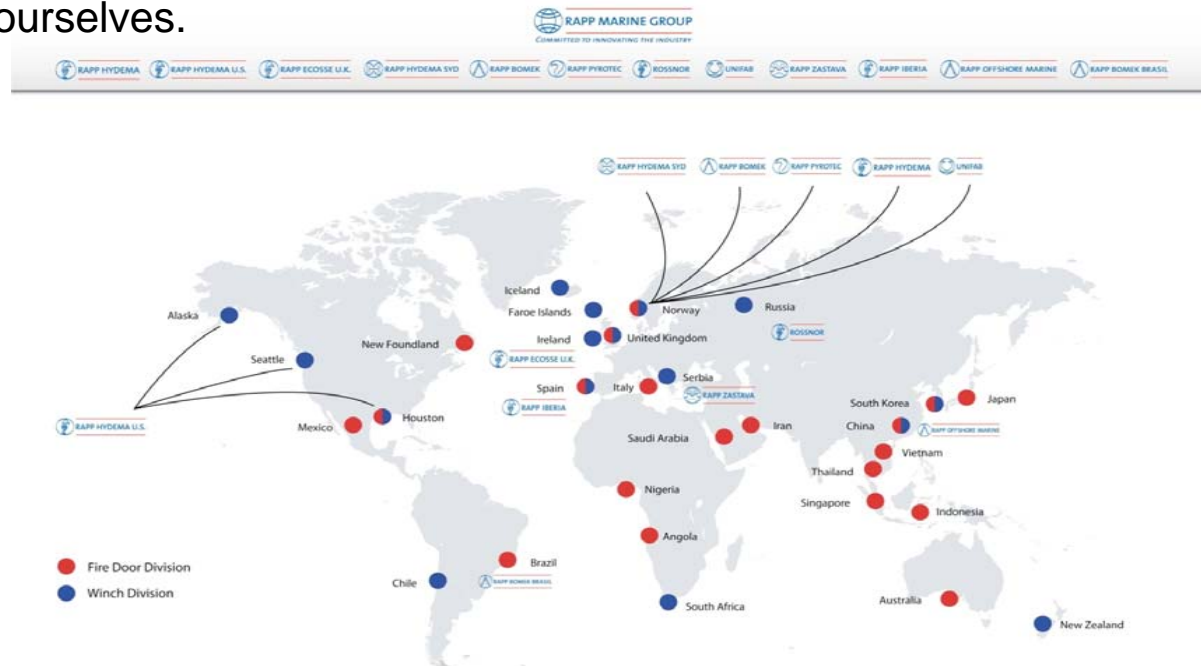 ourselves.
RAPP MARINE GROUP
COMMITTED TO INNOVATING THE INDUSTRY
RAPP HYDEMA RAPP HYDEMA U.S. RAPP ECOSSE U.K. RAPP HYDEMA SYD RAPP BOMEK RAPP PYROTEC ROSSNOR UNIFAB RAPP ZASTAVA RAPP IBERIA RAPP OFFSHORE MARINE RAPP BOMEK BRASIL
RAPP HYDEMA SYD RAPP BOMEK RAPP PYROTEC RAPP HYDEMA UNIFAB
Iceland
Faroe Islands
Norway
Russia
Alaska
New Foundland
Ireland
United Kingdom
ROSSNOR
Seattle
RAPP ECOSSE U.K.
Spain
Italy
Serbia
RAPP ZASTAVA
RAPP IBERIA
South Korea
Japan
RAPP HYDEMA U.S.
Mexico
Houston
Saudi Arabia
Iran
China
RAPP OFFSHORE MARINE
Vietnam
Thailand
Nigeria
Singapore
Indonesia
Angola
Fire Door Division
Winch Division
Brazil
Chile
RAPP BOMEK BRASIL
South Africa
Australia
New Zealand